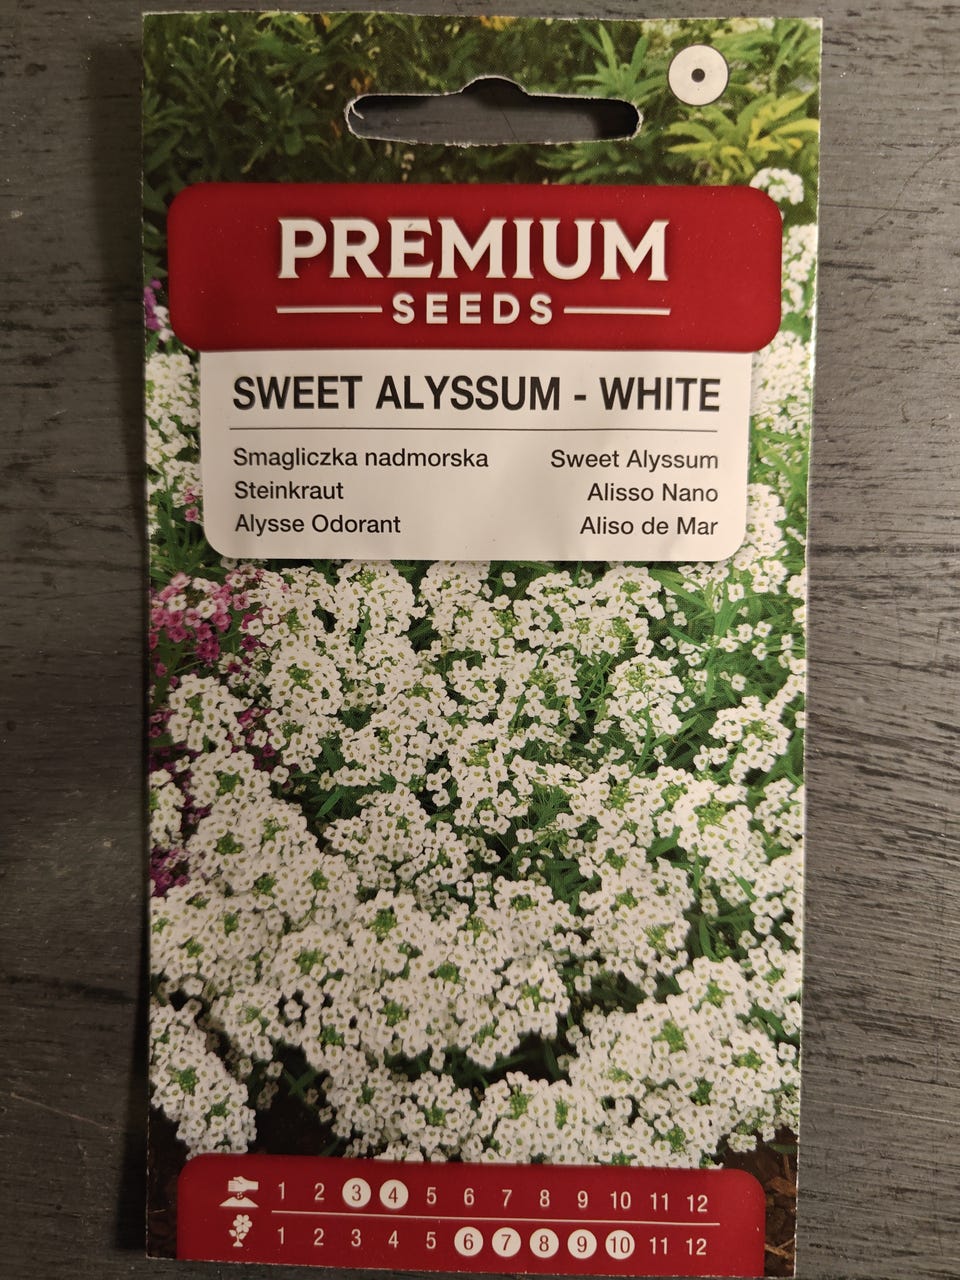 PREMIUM
SEEDS
SWEET ALYSSUM - WHITE
Smagliczka nadmorska
Steinkraut
Alysse Odorant
Sweet Alyssum
Alisso Nano
Aliso de Mar
1 2 3 4 5 6 7 8 9 10 11 12
1 2 3 4 5 6 7 8 9 10 11 12